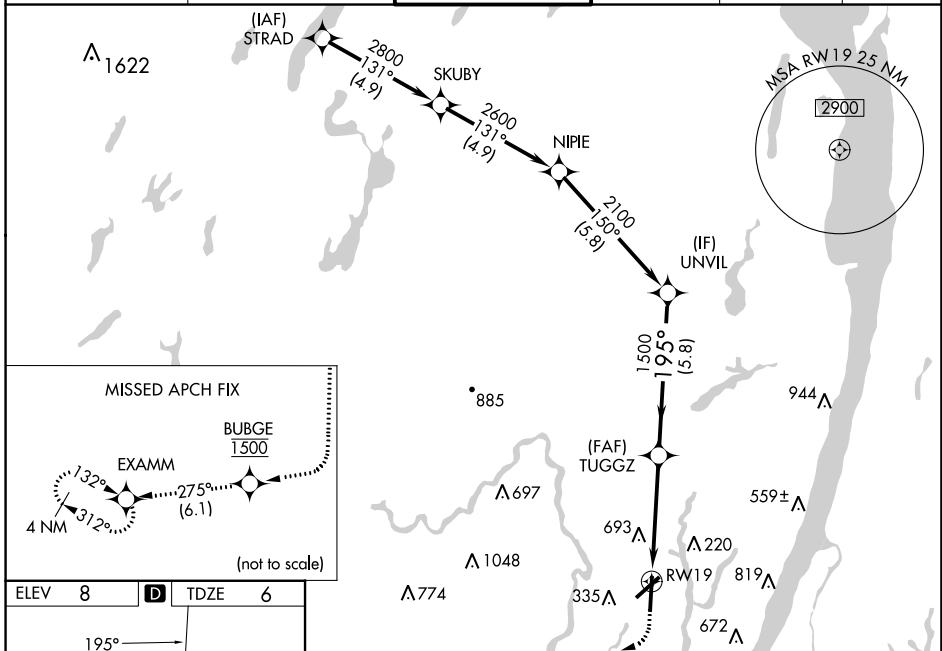 (IAF)
STRAD
1622
2800
131°
(4.9)
SKUBY
2600
131°
(4.9)
NIPIE
2100
150°
(5.8)
(IF)
UNVIL
MSA RW19 25 NM
2900
1500
195°
(5.8)
885
944
(FAF)
TUGGZ
697
559±
693
220
1048
RW19
819
774
335
672
MISSED APCH FIX
BUBGE
1500
EXAMM
132°
275°
(6.1)
4 NM
312°
(not to scale)
ELEV 8 D TDZE 6
195°